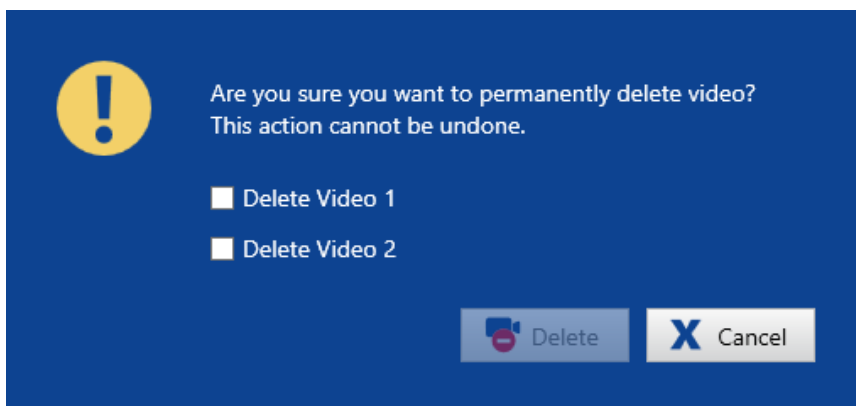 Are you sure you want to permanently delete video?
This action cannot be undone.
Delete Video 1
Delete Video 2
Delete
Cancel